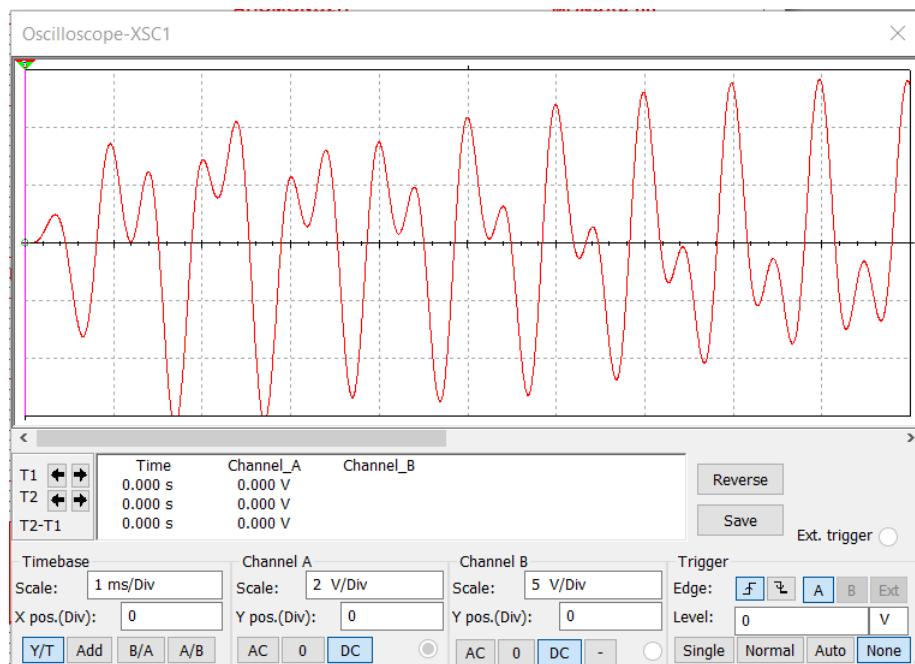 Oscilloscope-XSC1
Time Channel_A Channel_B
T1 0.000 s 0.000 V
T2 0.000 s 0.000 V
T2-T1 0.000 s 0.000 V
Reverse
Save
Ext. trigger
Timebase Channel A Channel B Trigger
Scale: 1 ms/Div Scale: 2 V/Div Scale: 5 V/Div Edge: A B Ext
X pos.(Div): 0 Y pos.(Div): 0 Y pos.(Div): 0 Level: 0 V
Y/T Add B/A A/B AC 0 DC AC 0 DC - Single Normal Auto None